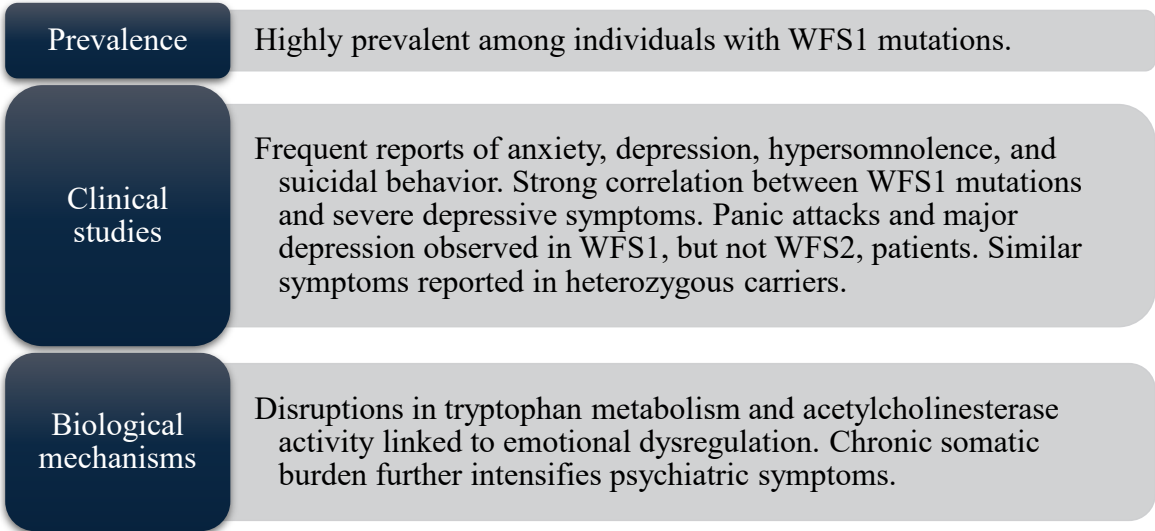 Prevalence
Highly prevalent among individuals with WFS1 mutations.
Clinical
studies
Frequent reports of anxiety, depression, hypersomnolence, and
suicidal behavior. Strong correlation between WFS1 mutations
and severe depressive symptoms. Panic attacks and major
depression observed in WFS1, but not WFS2, patients. Similar
symptoms reported in heterozygous carriers.
Biological
mechanisms
Disruptions in tryptophan metabolism and acetylcholinesterase
activity linked to emotional dysregulation. Chronic somatic
burden further intensifies psychiatric symptoms.